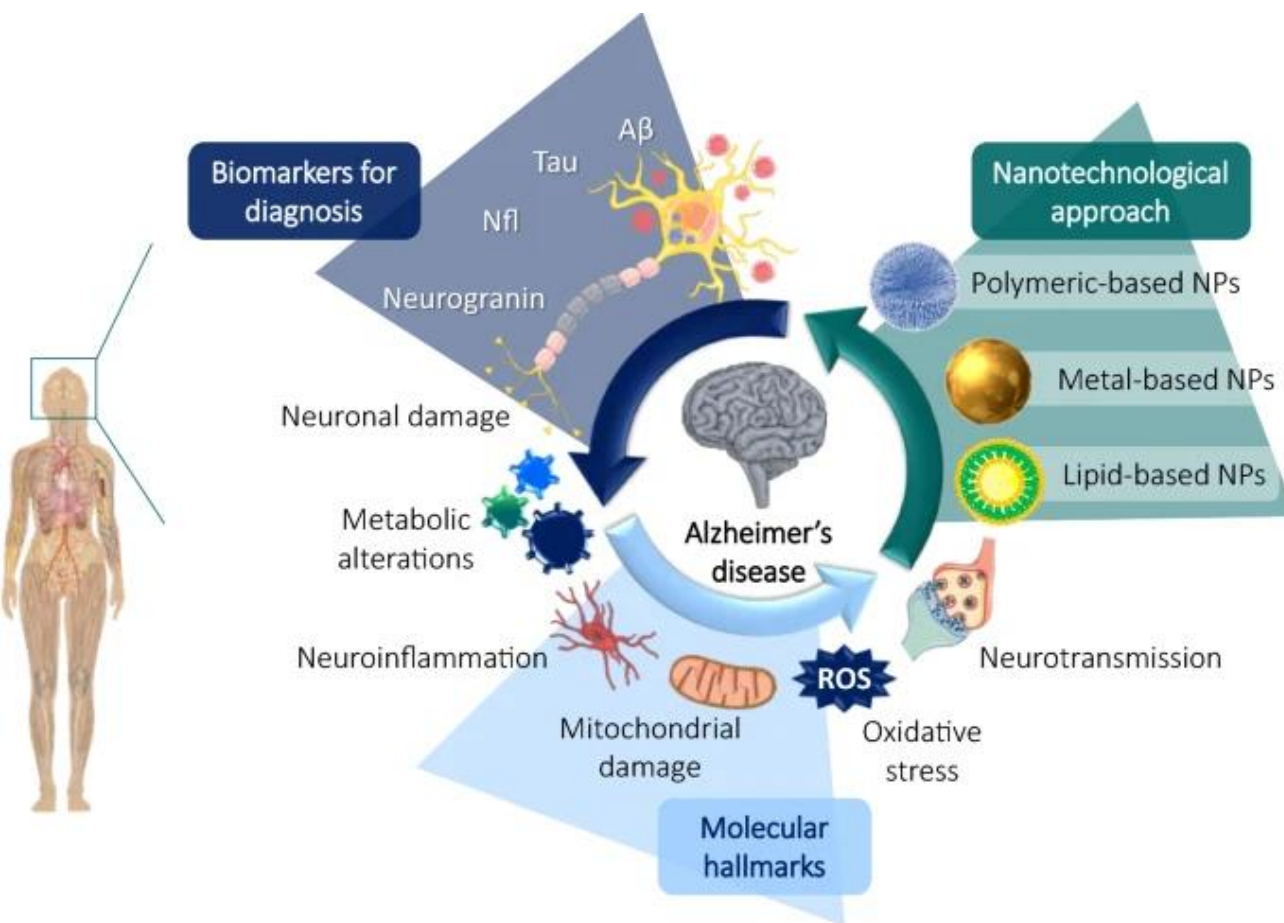 Biomarkers for
diagnosis
Aβ
Tau
Nfl
Neurogranin
Nanotechnological
approach
Polymeric-based NPs
Metal-based NPs
Lipid-based NPs
Alzheimer's
disease
Neuronal damage
Metabolic
alterations
Neuroinflammation
Mitochondrial
damage
ROS
Oxidative
stress
Neurotransmission
Molecular
hallmarks